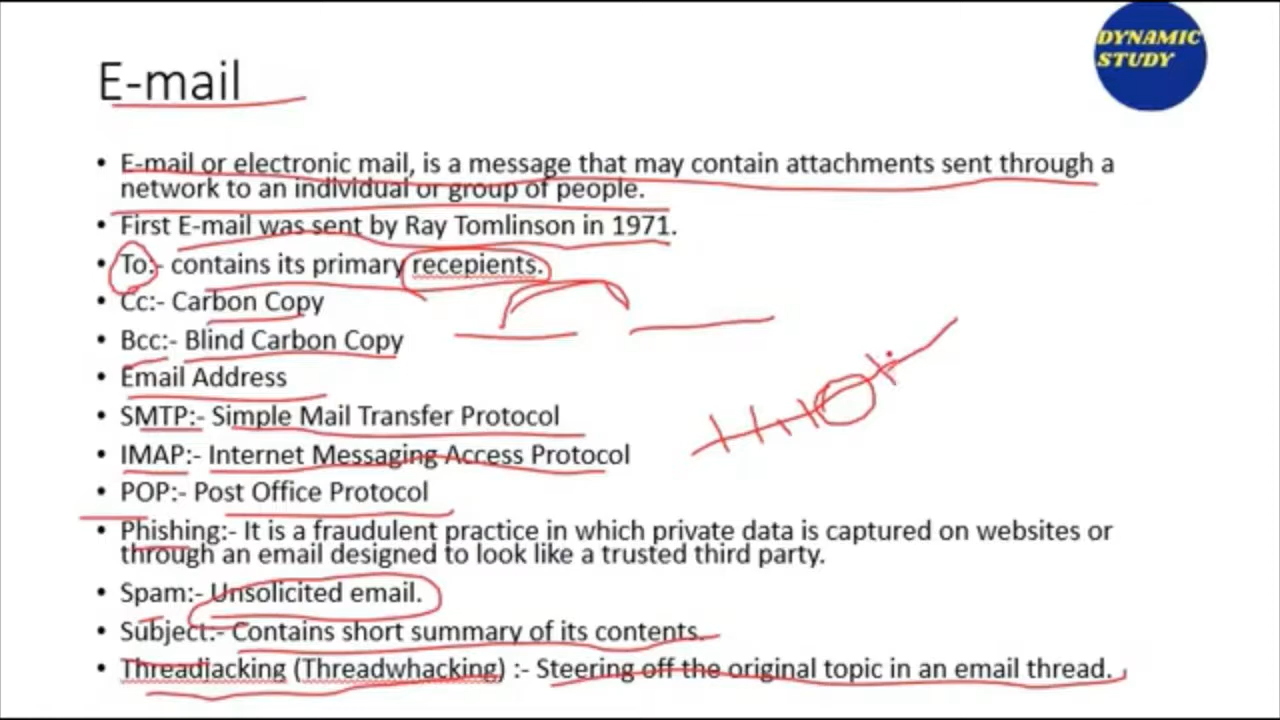 DYNAMIC
STUDY
E-mail
• E-mail or electronic mail, is a message that may contain attachments sent through a
network to an individual or group of people.
• First E-mail was sent by Ray Tomlinson in 1971.
• To:- contains its primary recepients.
• Cc:- Carbon Copy
• Bcc:- Blind Carbon Copy
• Email Address
• SMTP:- Simple Mail Transfer Protocol
• IMAP:- Internet Messaging Access Protocol
• POP:- Post Office Protocol
• Phishing:- It is a fraudulent practice in which private data is captured on websites or
through an email designed to look like a trusted third party.
• Spam:- Unsolicited email.
• Subject:- Contains short summary of its contents.
• Threadjacking (Threadwhacking) :- Steering off the original topic in an email thread.